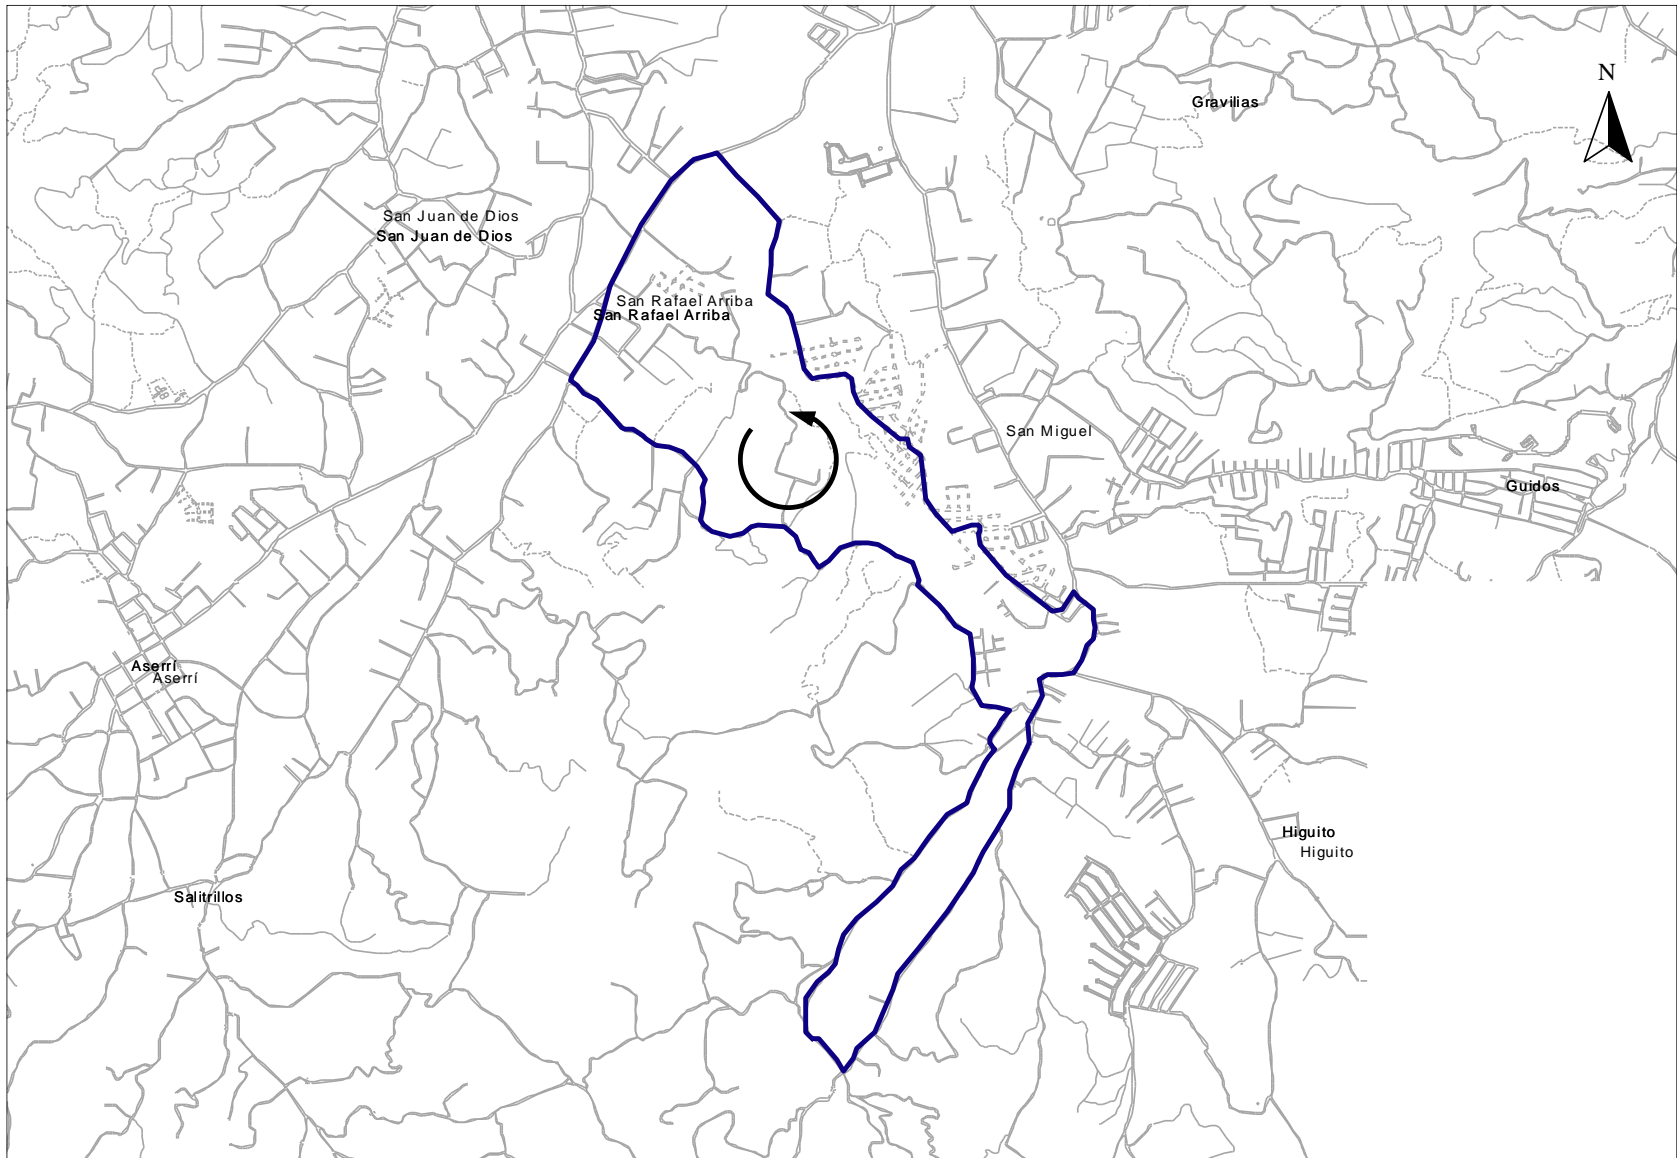 N
Gravilias
San Juan de Dios
San Juan de Dios
San Rafael Arriba
San Rafael Arriba
San Miguel
Guidos
Aserrí
Aserrí
Higuito
Higuito
Salitrillos